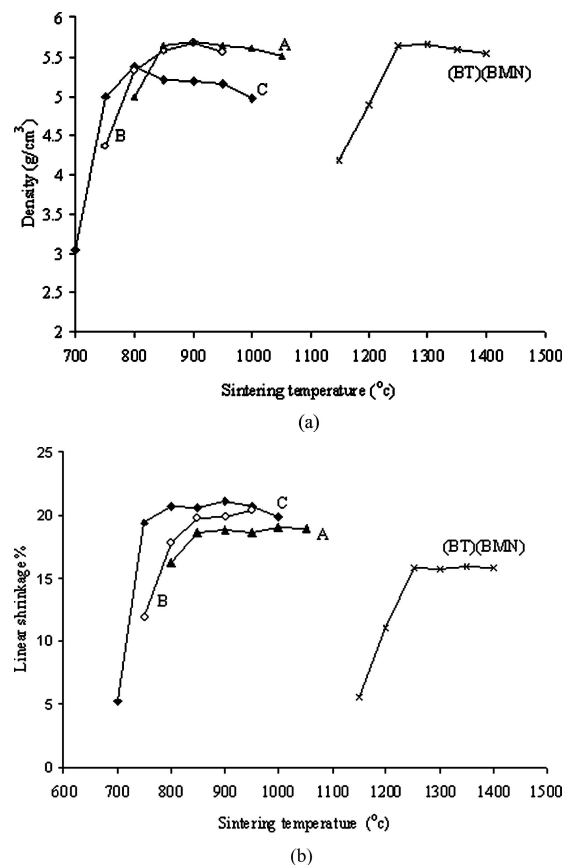 6
5.5
5
4.5
4
3.5
3
2.5
2
Density (g/cm³)
A
B
C
(BT)(BMN)
700 800 900 1000 1100 1200 1300 1400 1500
Sintering temperature (°c)
(a)
25
20
15
10
5
0
Linear shrinkage %
C
A
B
(BT)(BMN)
600 700 800 900 1000 1100 1200 1300 1400 1500
Sintering temperature (°c)
(b)